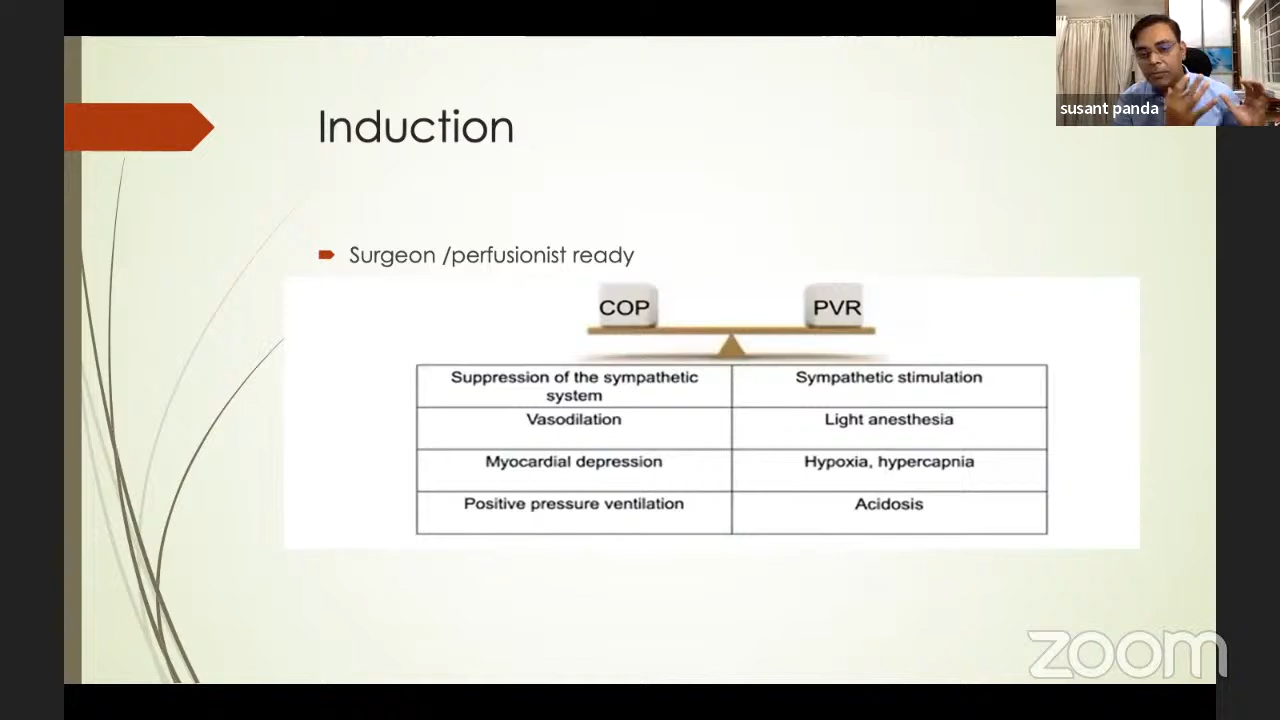 susant panda
Induction
Surgeon /perfusionist ready
COP
PVR
Suppression of the sympathetic
system
Sympathetic stimulation
Vasodilation
Light anesthesia
Myocardial depression
Hypoxia, hypercapnia
Positive pressure ventilation
Acidosis
zoom